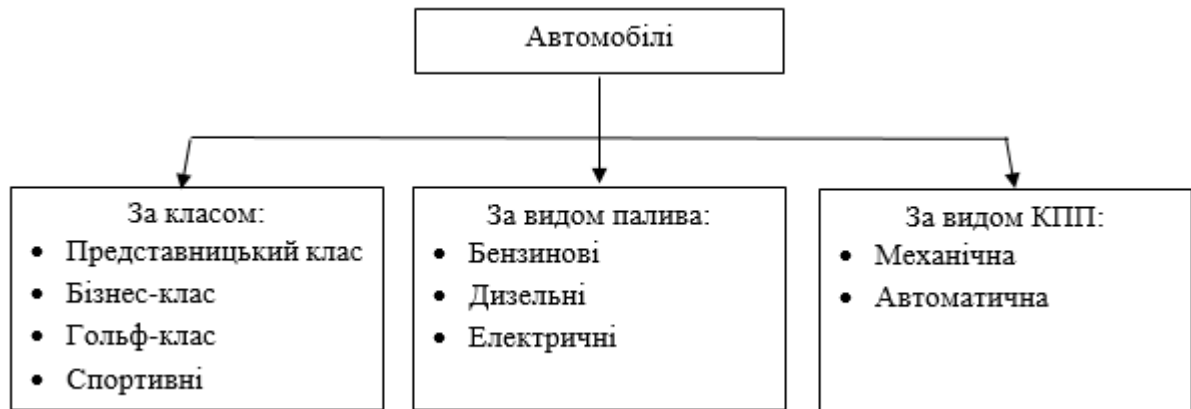 Автомобілі
За класом:
• Представницький клас
• Бізнес-клас
• Гольф-клас
• Спортивні
За видом палива:
• Бензинові
• Дизельні
• Електричні
За видом КПП:
• Механічна
• Автоматична